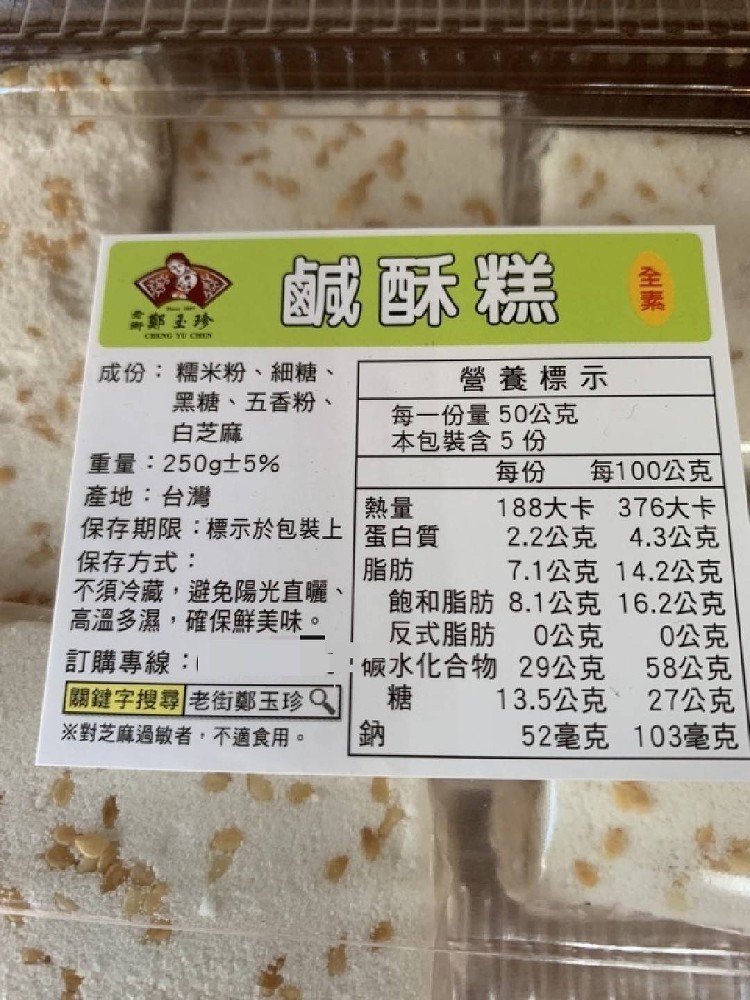 鹹酥糕
全素
老街 鄭玉珍
CHENG YU CHEN
成份：糯米粉、細糖、
黑糖、五香粉、
白芝麻
重量：250g±5%
產地：台灣
保存期限：標示於包裝上
保存方式：
不須冷藏，避免陽光直曬、
高溫多濕，確保鮮美味。
訂購專線：
關鍵字搜尋 老街鄭玉珍
※對芝麻過敏者，不適食用。
營養標示
每一份量 50公克
本包裝含 5 份
每份 每100公克
熱量 188大卡 376大卡
蛋白質 2.2公克 4.3公克
脂肪 7.1公克 14.2公克
飽和脂肪 8.1公克 16.2公克
反式脂肪 0公克 0公克
碳水化合物 29公克 58公克
糖 13.5公克 27公克
鈉 52毫克 103毫克